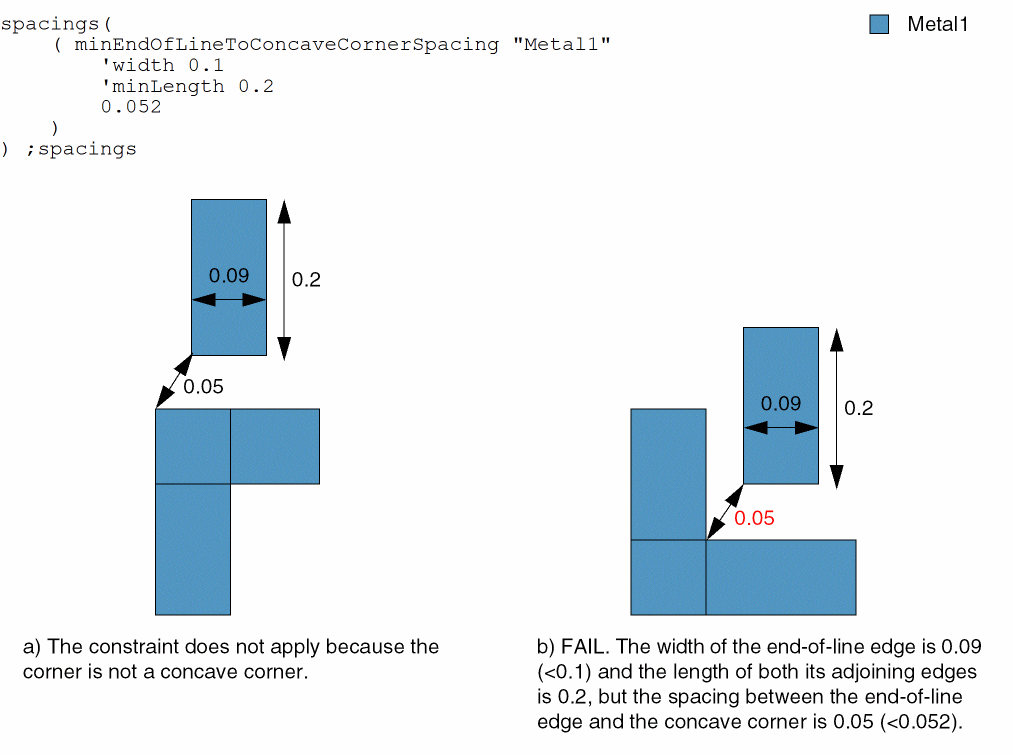 spacings(
( minEndOfLineToConcaveCornerSpacing "Metal1"
'width 0.1
'minLength 0.2
0.052
)
) ;spacings
Metal1
0.09
0.2
0.05
0.09
0.2
0.05
a) The constraint does not apply because the
corner is not a concave corner.
b) FAIL. The width of the end-of-line edge is 0.09
(<0.1) and the length of both its adjoining edges
is 0.2, but the spacing between the end-of-line
edge and the concave corner is 0.05 (<0.052).